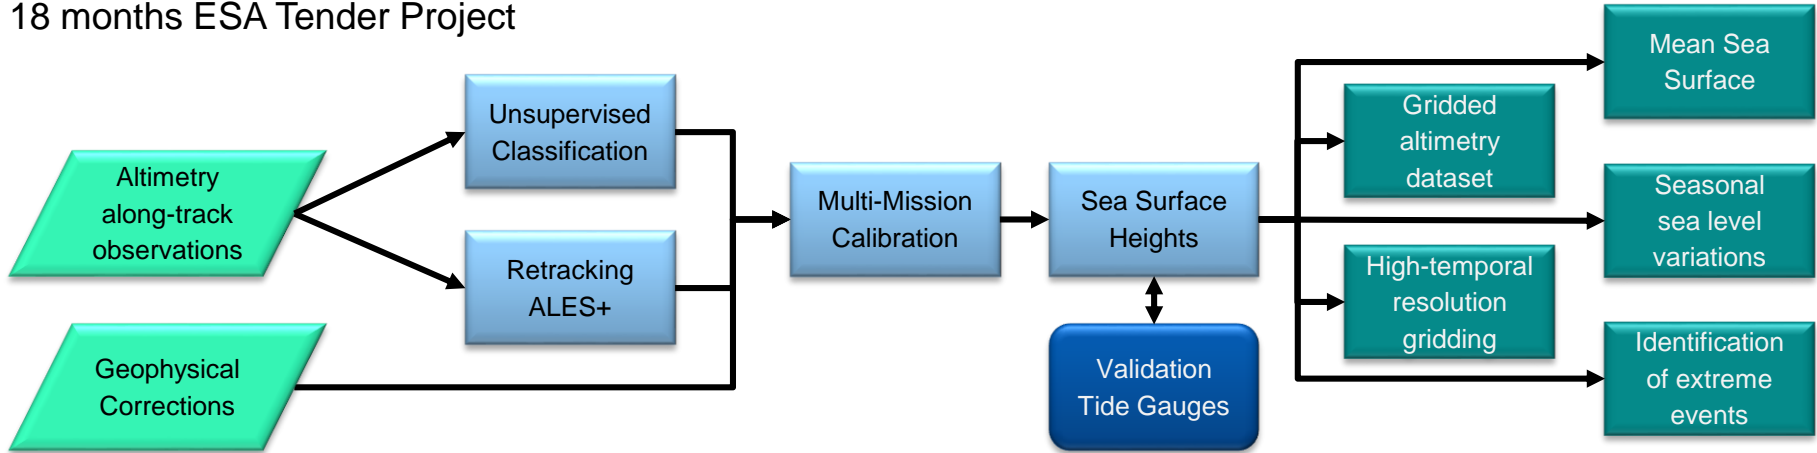 18 months ESA Tender Project
Altimetry
along-track
observations
Geophysical
Corrections
Unsupervised
Classification
Retracking
ALES+
Multi-Mission
Calibration
Sea Surface
Heights
Validation
Tide Gauges
Mean Sea
Surface
Gridded
altimetry
dataset
Seasonal
sea level
variations
High-temporal
resolution
gridding
Identification
of extreme
events